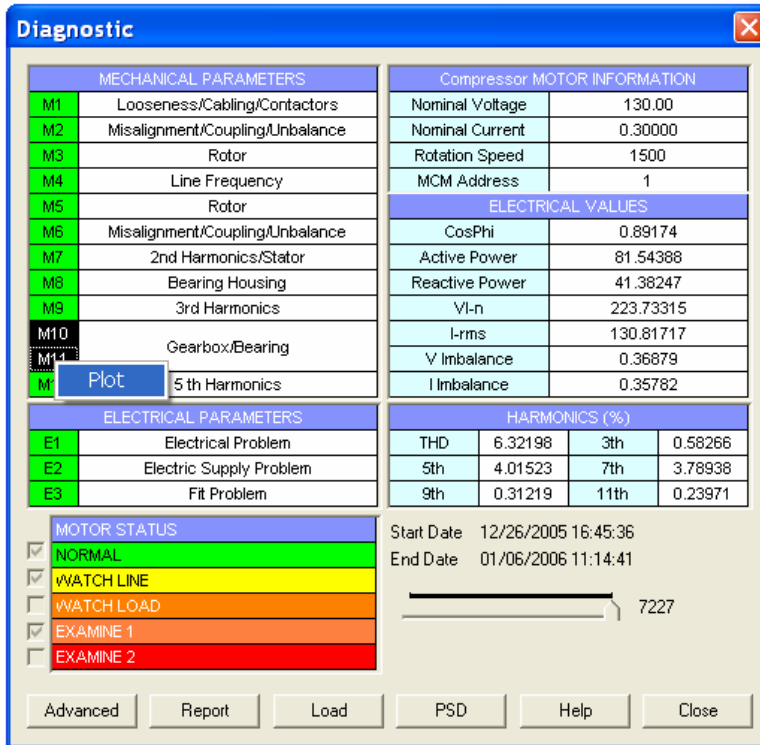 Diagnostic
MECHANICAL PARAMETERS
M1 Looseness/Cabling/Contactors
M2 Misalignment/Coupling/Unbalance
M3 Rotor
M4 Line Frequency
M5 Rotor
M6 Misalignment/Coupling/Unbalance
M7 2nd Harmonics/Stator
M8 Bearing Housing
M9 3rd Harmonics
M10
Gearbox/Bearing
M11
Plot
5 th Harmonics
ELECTRICAL PARAMETERS
E1 Electrical Problem
E2 Electric Supply Problem
E3 Fit Problem
MOTOR STATUS
NORMAL
WATCH LINE
WATCH LOAD
EXAMINE 1
EXAMINE 2
Compressor MOTOR INFORMATION
Nominal Voltage 130.00
Nominal Current 0.30000
Rotation Speed 1500
MCM Address 1
ELECTRICAL VALUES
CosPhi 0.89174
Active Power 81.54388
Reactive Power 41.38247
Vl-n 223.73315
I-rms 130.81717
V Imbalance 0.36879
I Imbalance 0.35782
HARMONICS (%)
THD 6.32198 3th 0.58266
5th 4.01523 7th 3.78938
9th 0.31219 11th 0.23971
Start Date 12/26/2005 16:45:36
End Date 01/06/2006 11:14:41
7227
Advanced Report Load PSD Help Close